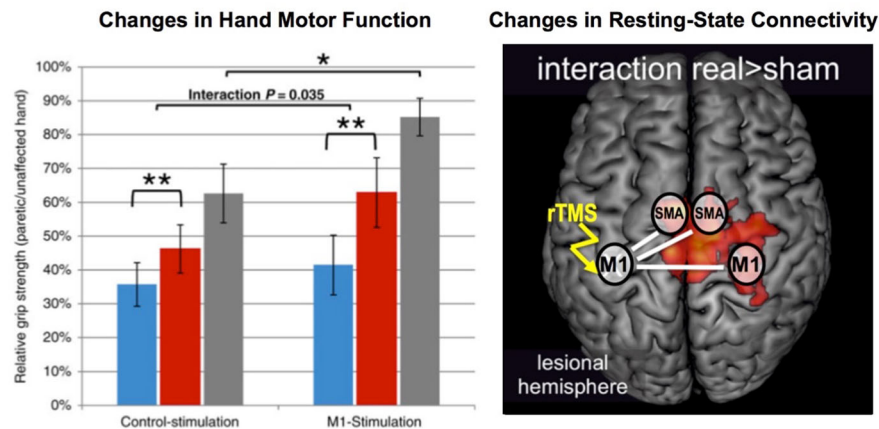 Changes in Hand Motor Function
Changes in Resting-State Connectivity
Relative grip strength (paretic/unaffected hand)
100%
90%
80%
70%
60%
50%
40%
30%
20%
10%
0%
*
Interaction P = 0.035
**
**
Control-stimulation
M1-Stimulation
interaction real>sham
rTMS
SMA
SMA
M1
M1
lesional
hemisphere